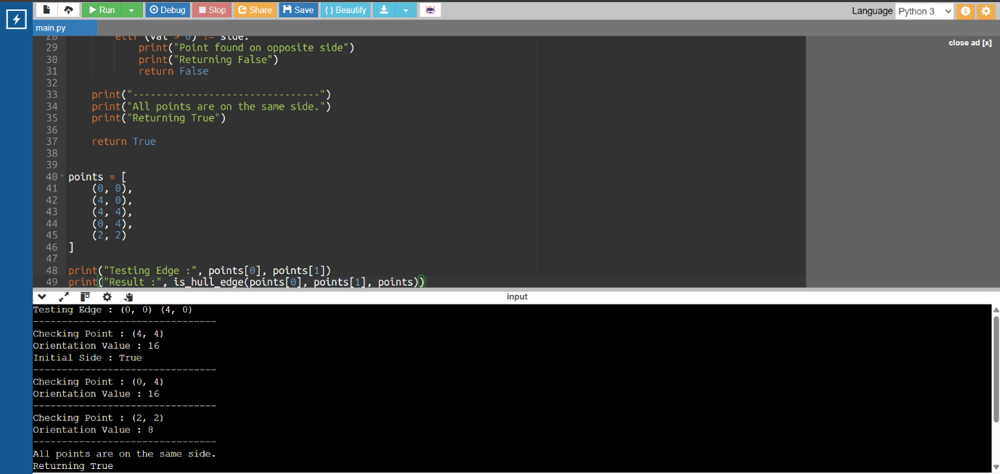 Run Debug Stop Share Save { } Beautify Language Python 3
main.py
close ad [x]
28 elif (val > 0) != side:
29 print("Point found on opposite side")
30 print("Returning False")
31 return False
32
33 print("--------------------------------")
34 print("All points are on the same side.")
35 print("Returning True")
36
37 return True
38
39
40 points = [
41 (0, 0),
42 (4, 0),
43 (4, 4),
44 (0, 4),
45 (2, 2)
46 ]
47
48 print("Testing Edge :", points[0], points[1])
49 print("Result :", is_hull_edge(points[0], points[1], points))
input
Testing Edge : (0, 0) (4, 0)
--------------------------------
Checking Point : (4, 4)
Orientation Value : 16
Initial Side : True
--------------------------------
Checking Point : (0, 4)
Orientation Value : 16
--------------------------------
Checking Point : (2, 2)
Orientation Value : 8
--------------------------------
All points are on the same side.
Returning True